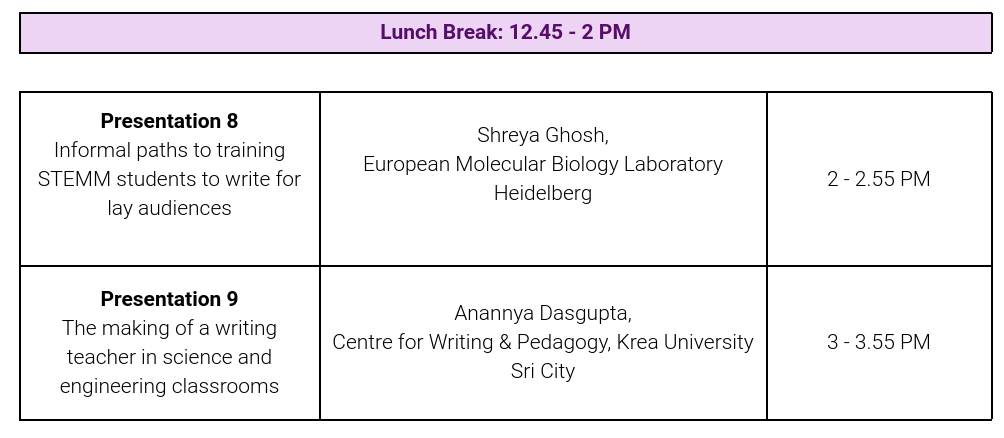 Lunch Break: 12.45 - 2 PM
Presentation 8
Informal paths to training
STEMM students to write for
lay audiences
Shreya Ghosh,
European Molecular Biology Laboratory
Heidelberg
2 - 2.55 PM
Presentation 9
The making of a writing
teacher in science and
engineering classrooms
Anannya Dasgupta,
Centre for Writing & Pedagogy, Krea University
Sri City
3 - 3.55 PM